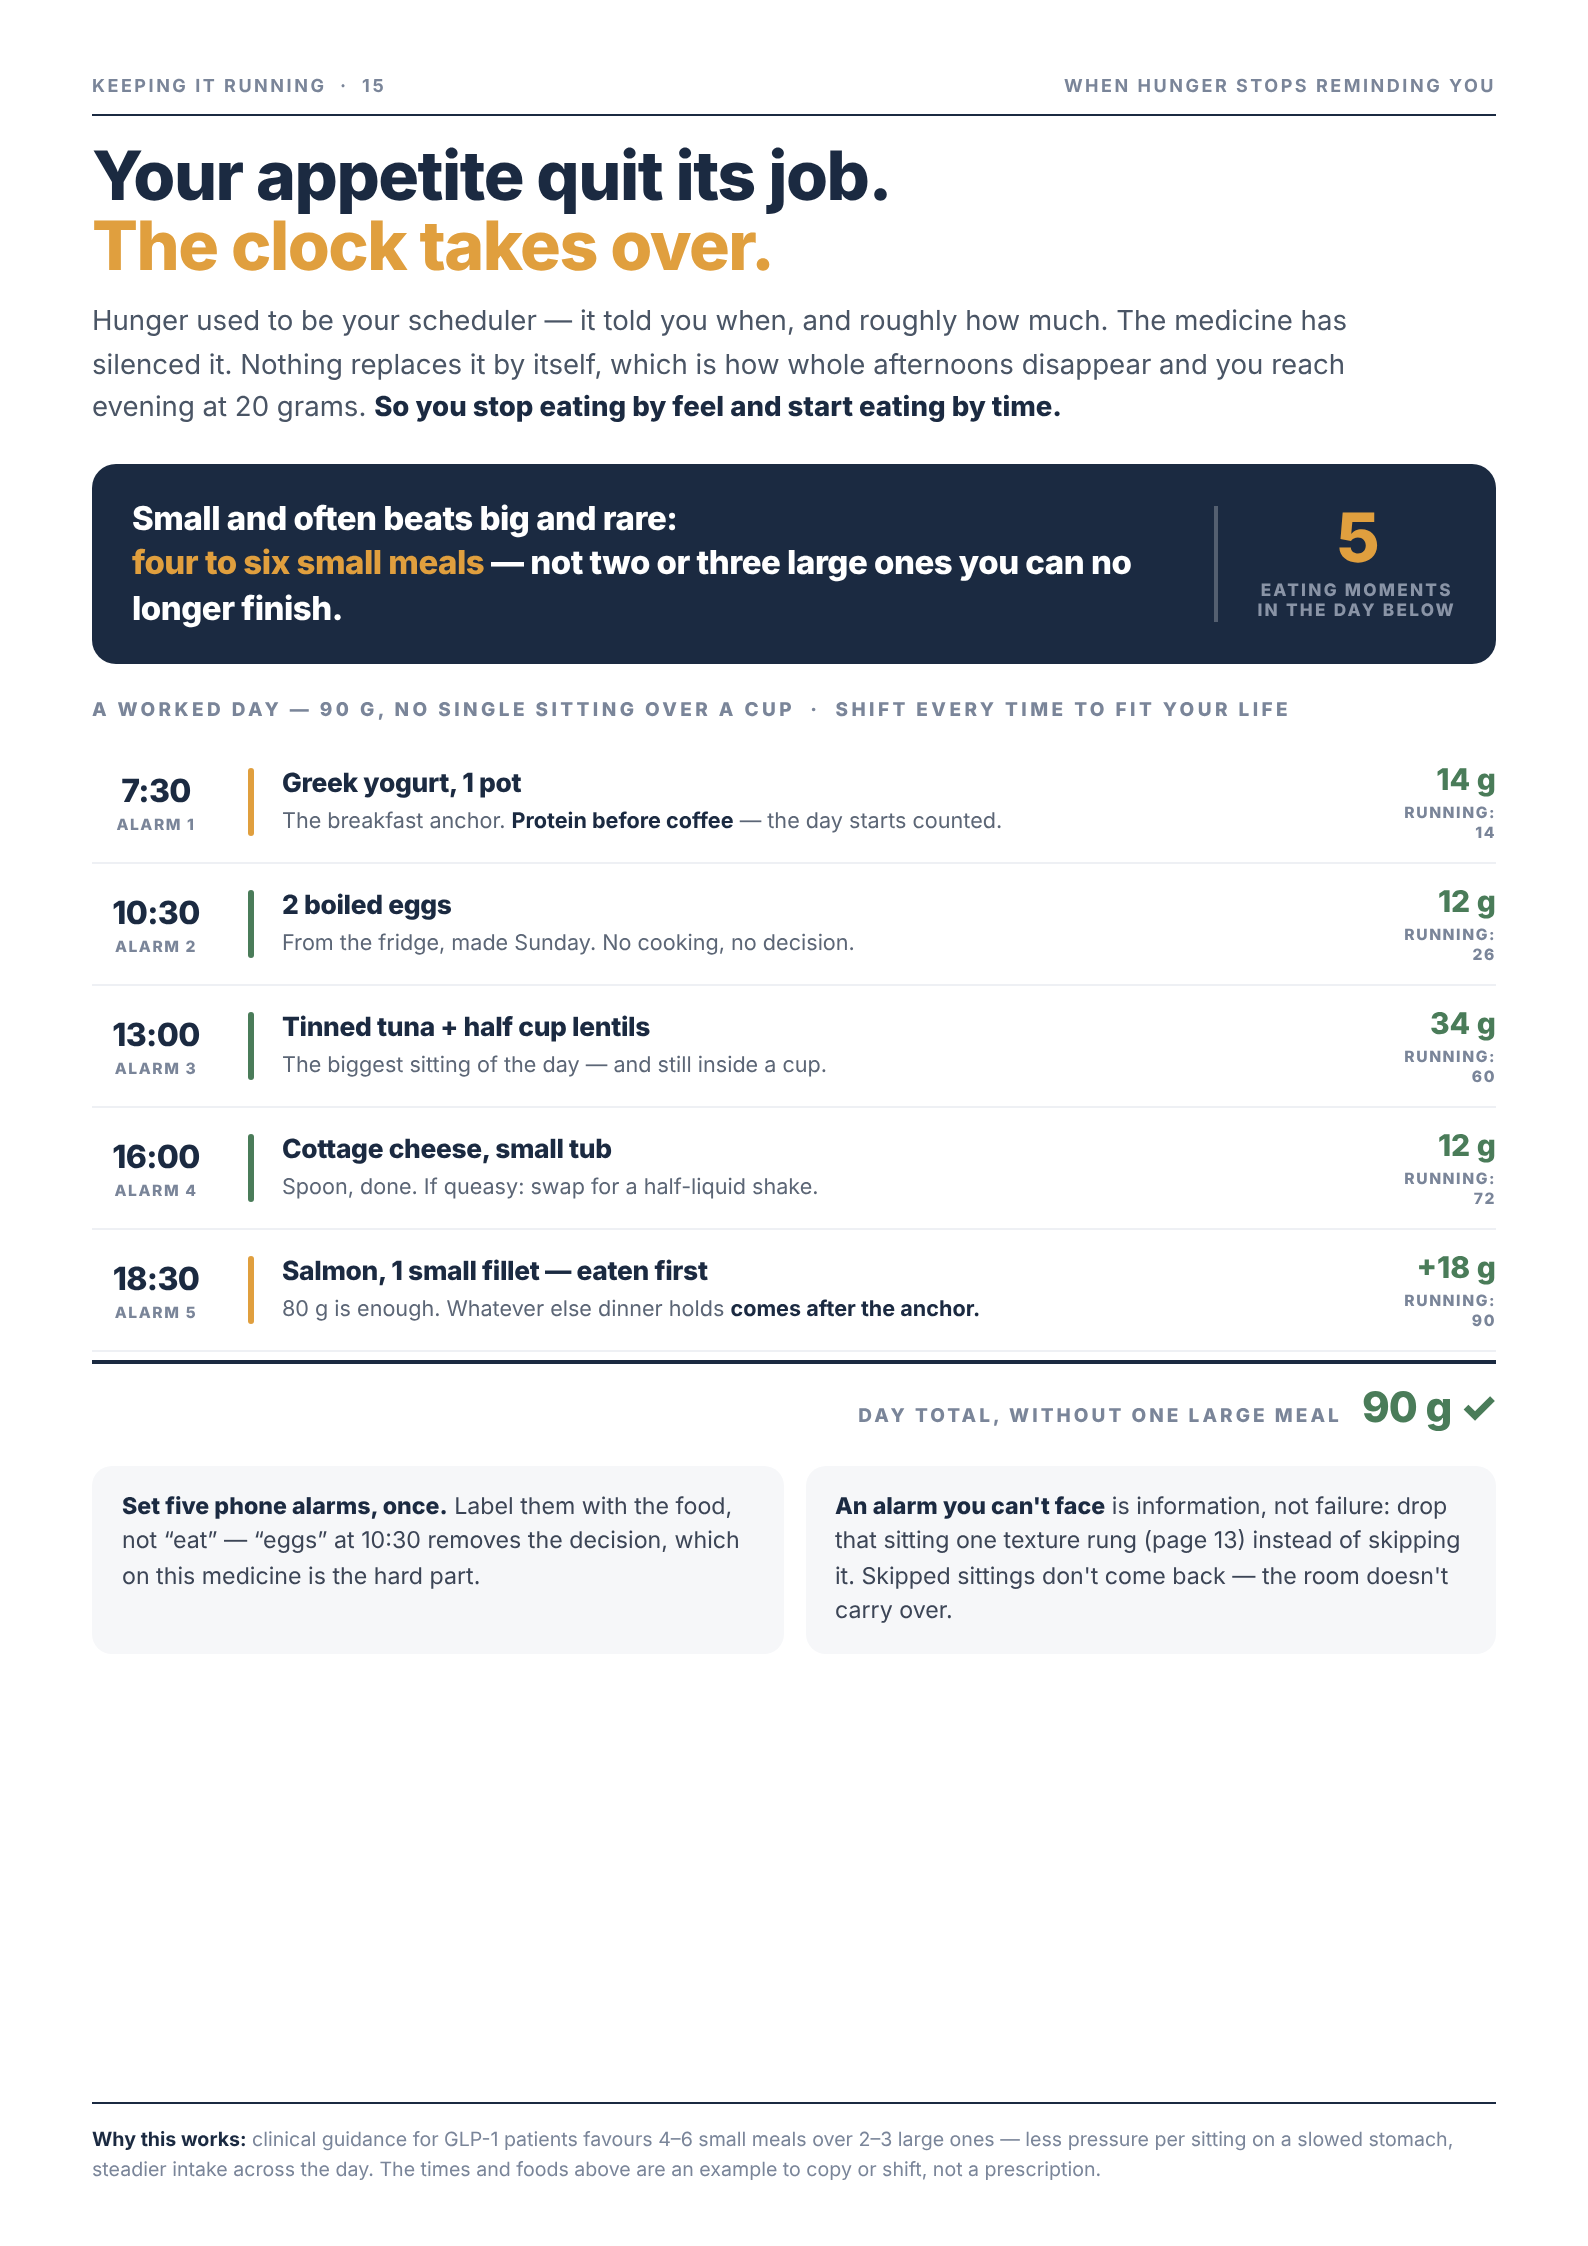 KEEPING IT RUNNING · 15
WHEN HUNGER STOPS REMINDING YOU
Your appetite quit its job.
The clock takes over.
Hunger used to be your scheduler — it told you when, and roughly how much. The medicine has
silenced it. Nothing replaces it by itself, which is how whole afternoons disappear and you reach
evening at 20 grams. So you stop eating by feel and start eating by time.
Small and often beats big and rare:
four to six small meals — not two or three large ones you can no
longer finish.
5
EATING MOMENTS
IN THE DAY BELOW
A WORKED DAY — 90 G, NO SINGLE SITTING OVER A CUP · SHIFT EVERY TIME TO FIT YOUR LIFE
7:30
ALARM 1
Greek yogurt, 1 pot
The breakfast anchor. Protein before coffee — the day starts counted.
14 g
RUNNING:
14
10:30
ALARM 2
2 boiled eggs
From the fridge, made Sunday. No cooking, no decision.
12 g
RUNNING:
26
13:00
ALARM 3
Tinned tuna + half cup lentils
The biggest sitting of the day — and still inside a cup.
34 g
RUNNING:
60
16:00
ALARM 4
Cottage cheese, small tub
Spoon, done. If queasy: swap for a half-liquid shake.
12 g
RUNNING:
72
18:30
ALARM 5
Salmon, 1 small fillet — eaten first
80 g is enough. Whatever else dinner holds comes after the anchor.
+18 g
RUNNING:
90
DAY TOTAL, WITHOUT ONE LARGE MEAL 90 g ✓
Set five phone alarms, once. Label them with the food,
not “eat” — “eggs” at 10:30 removes the decision, which
on this medicine is the hard part.
An alarm you can't face is information, not failure: drop
that sitting one texture rung (page 13) instead of skipping
it. Skipped sittings don't come back — the room doesn't
carry over.
Why this works: clinical guidance for GLP-1 patients favours 4–6 small meals over 2–3 large ones — less pressure per sitting on a slowed stomach,
steadier intake across the day. The times and foods above are an example to copy or shift, not a prescription.